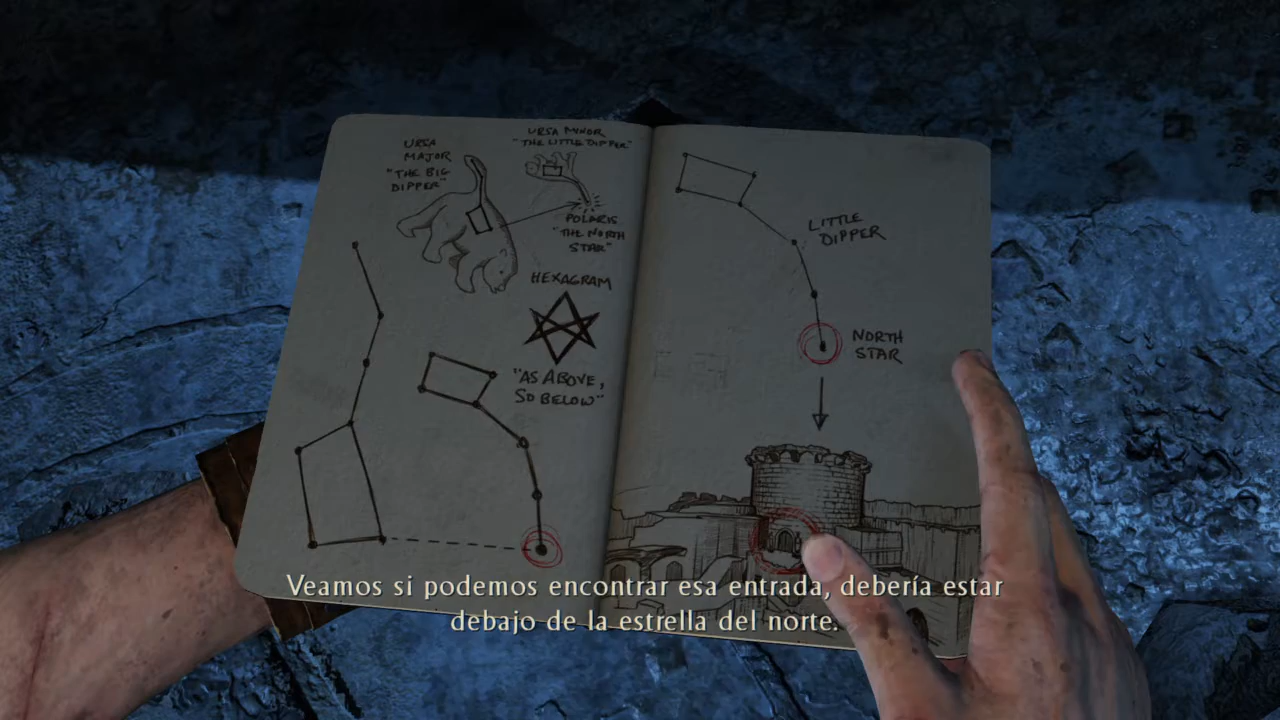 URSA
MAJOR
"THE BIG
DIPPER"
URSA MYNOR
"THE LITTLE DIPPER"
POLARIS
"THE NORTH
STAR"
HEXAGRAM
"AS ABOVE,
SO BELOW"
LITTLE
DIPPER
NORTH
STAR
Veamos si podemos encontrar esa entrada, debería estar
debajo de la estrella del norte.